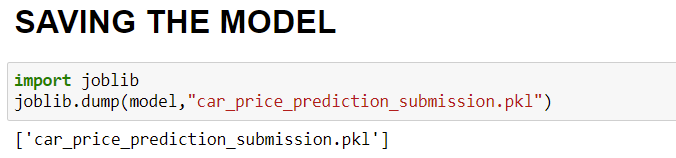 SAVING THE MODEL
import joblib
joblib.dump(model,"car_price_prediction_submission.pkl")
['car_price_prediction_submission.pkl']